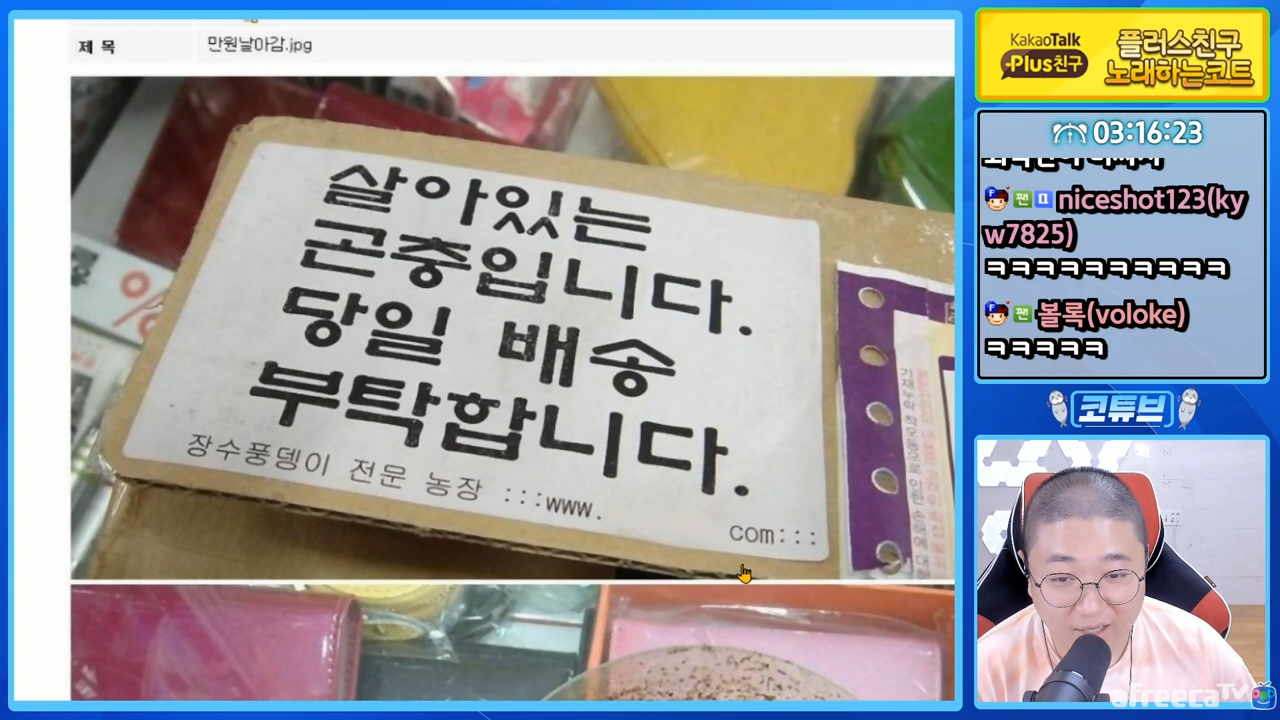 제 목
만원날아감.jpg
살아있는
곤충입니다.
당일 배송
부탁합니다.
장수풍뎅이 전문 농장 :::www.
com:::
KakaoTalk
Plus친구
플러스친구
노래하는코트
03:16:23
niceshot123(ky
w7825)
ㅋㅋㅋㅋㅋㅋㅋㅋㅋㅋ
볼록(voloke)
ㅋㅋㅋㅋㅋ
코튜브
afreecaTV